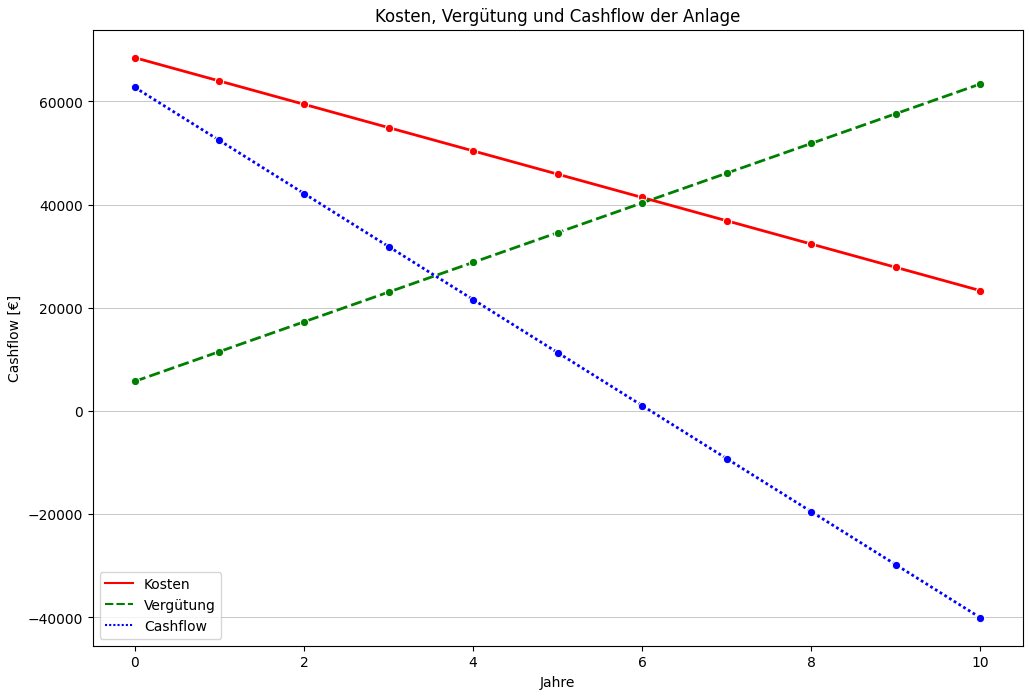 Kosten, Vergütung und Cashflow der Anlage
Cashflow [€]
60000
40000
20000
0
−20000
−40000
Kosten
Vergütung
Cashflow
0 2 4 6 8 10
Jahre